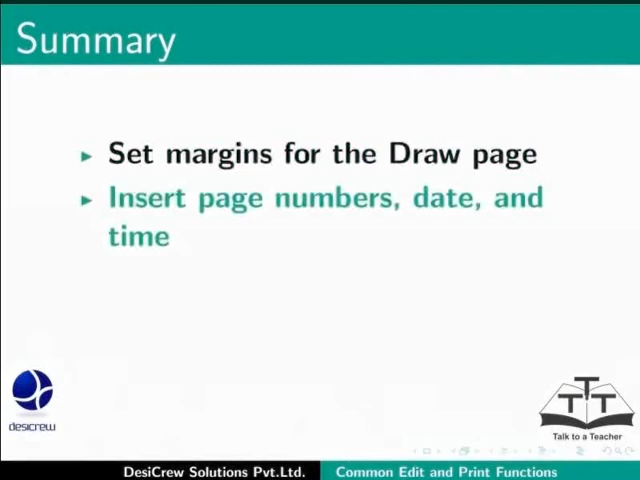 Summary
Set margins for the Draw page
Insert page numbers, date, and
time
desicrew
TTT
Talk to a Teacher
DesiCrew Solutions Pvt.Ltd.
Common Edit and Print Functions